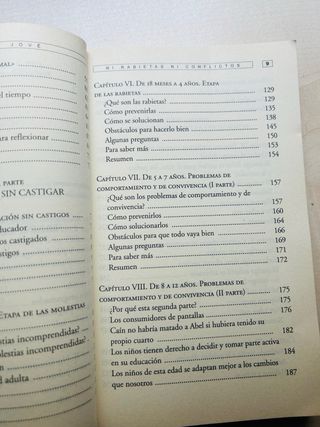 JOVÉ
MAL»
l tiempo
ara reflexionar
PARTE
SIN CASTIGAR
ACIÓN SIN CASTIGOS
ducador
castigados
stigos
ETAPA DE LAS MOLESTIAS
incomprendidas?
olestias incomprendidas?
d adulta
NI RABIETAS NI CONFLICTOS 9
CAPÍTULO VI. DE 18 MESES A 4 AÑOS. ETAPA
DE LAS RABIETAS 129
¿Qué son las rabietas? 129
Cómo prevenirlas 135
Cómo se solucionan 138
Obstáculos para hacerlo bien 145
Algunas preguntas 150
Para saber más 153
Resumen 154
CAPÍTULO VII. DE 5 A 7 AÑOS. PROBLEMAS DE
COMPORTAMIENTO Y DE CONVIVENCIA (I PARTE) 157
¿Qué son los problemas de comportamiento y de
convivencia? 157
Cómo prevenirlos 160
Cómo solucionarlos 164
Obstáculos para que todo vaya bien 166
Algunas preguntas 169
Para saber más 171
Resumen 172
CAPÍTULO VIII. DE 8 A 12 AÑOS. PROBLEMAS DE
COMPORTAMIENTO Y DE CONVIVENCIA (II PARTE) 175
¿Por qué esta segunda parte? 175
Los consumidores de pantallas 176
Caín no habría matado a Abel si hubiera tenido su
propio cuarto 182
Los niños tienen derecho a decidir y tomar parte activa
en su educación 184
Los niños de esta edad se adaptan mejor a los cambios
que nosotros 187